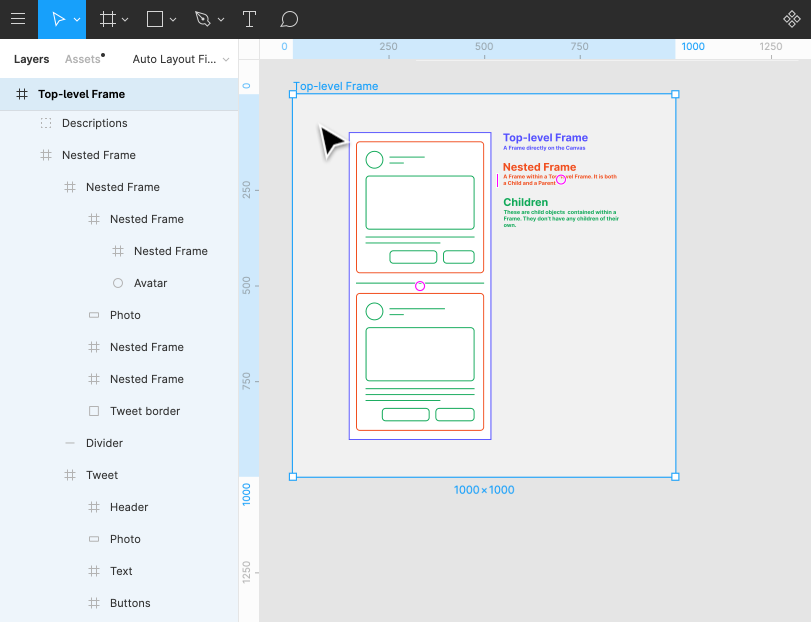 Layers
Assets
Auto Layout Fi...
Top-level Frame
Descriptions
Nested Frame
Nested Frame
Nested Frame
Nested Frame
Avatar
Photo
Nested Frame
Nested Frame
Tweet border
Divider
Tweet
Header
Photo
Text
Buttons
0
250
500
750
1000
1250
0
250
500
750
1000
1250
Top-level Frame
Top-level Frame
A Frame directly on the Canvas
Nested Frame
A Frame within a Top-level Frame. It is both
a Child and a Parent
Children
These are child objects contained within a
Frame. They don't have any children of their
own.
1000×1000